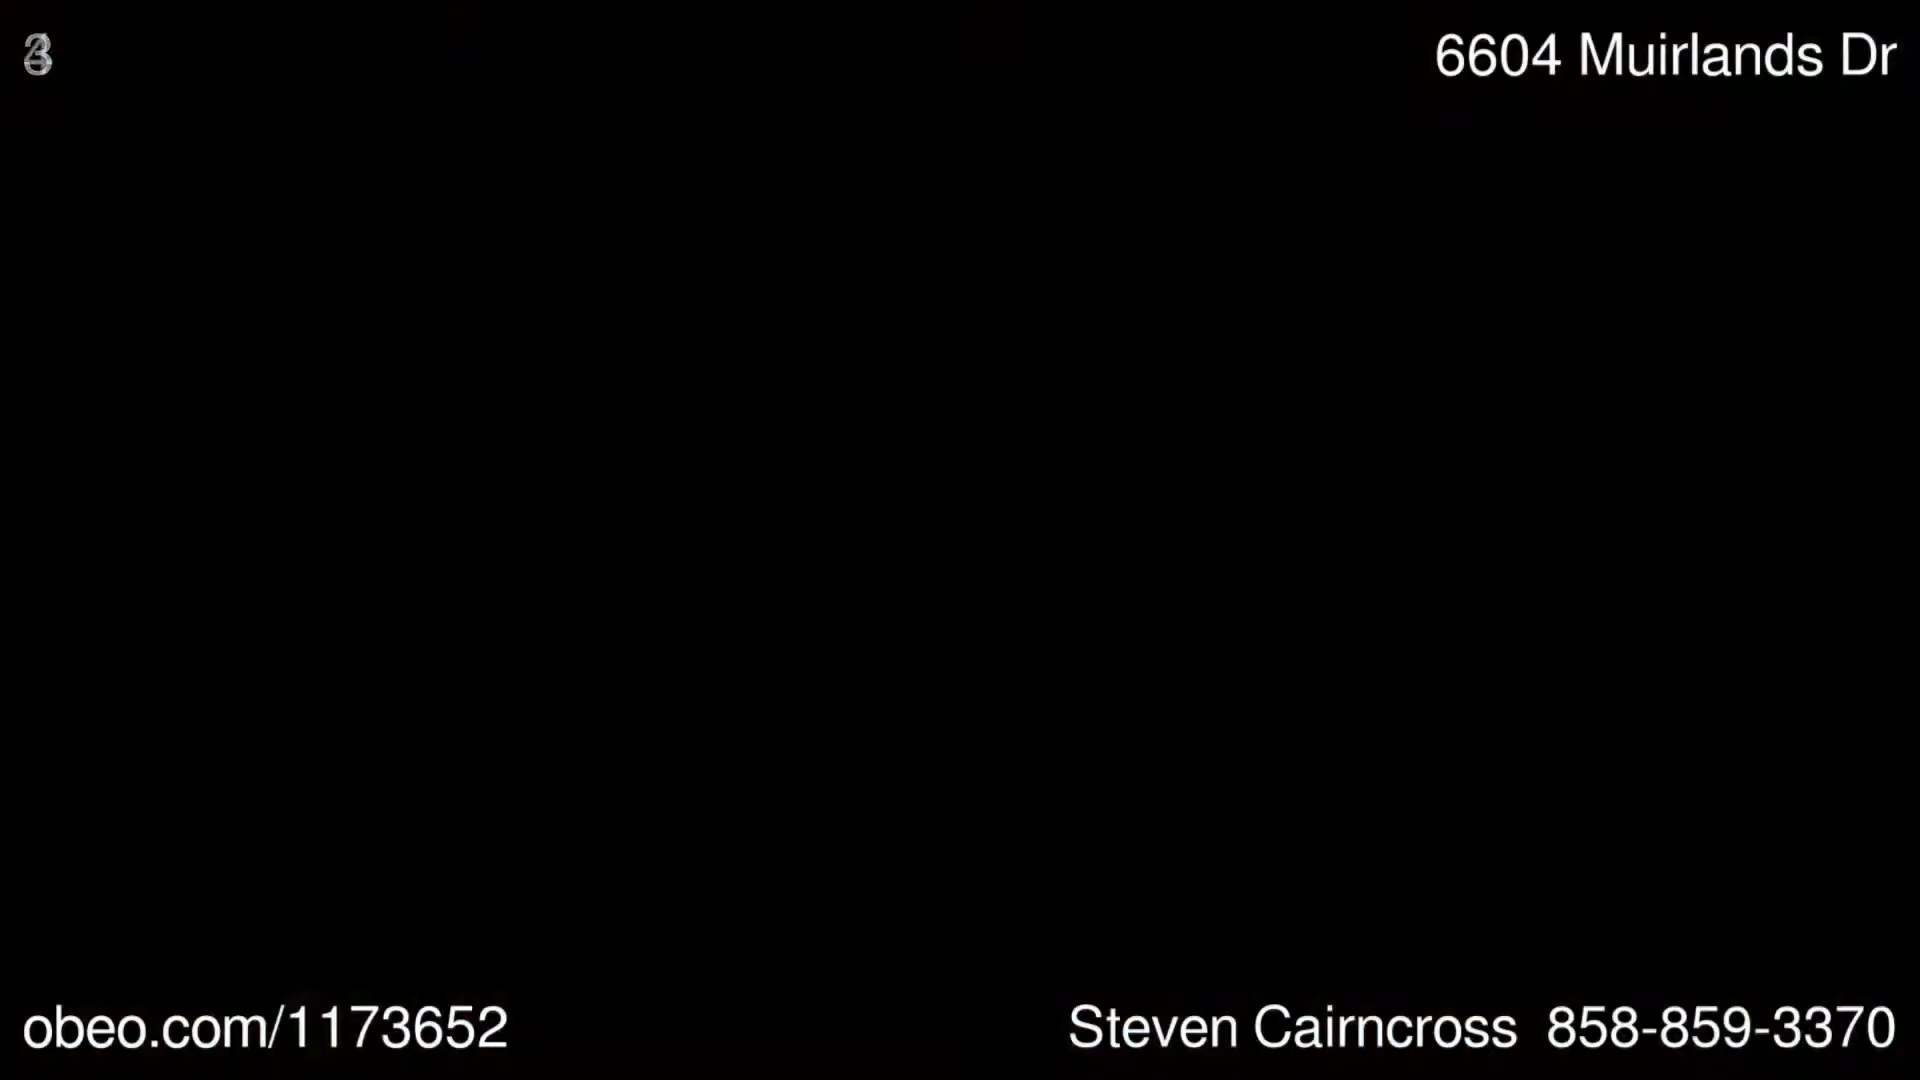 6604 Muirlands Dr
obeo.com/1173652
Steven Cairncross 858-859-3370